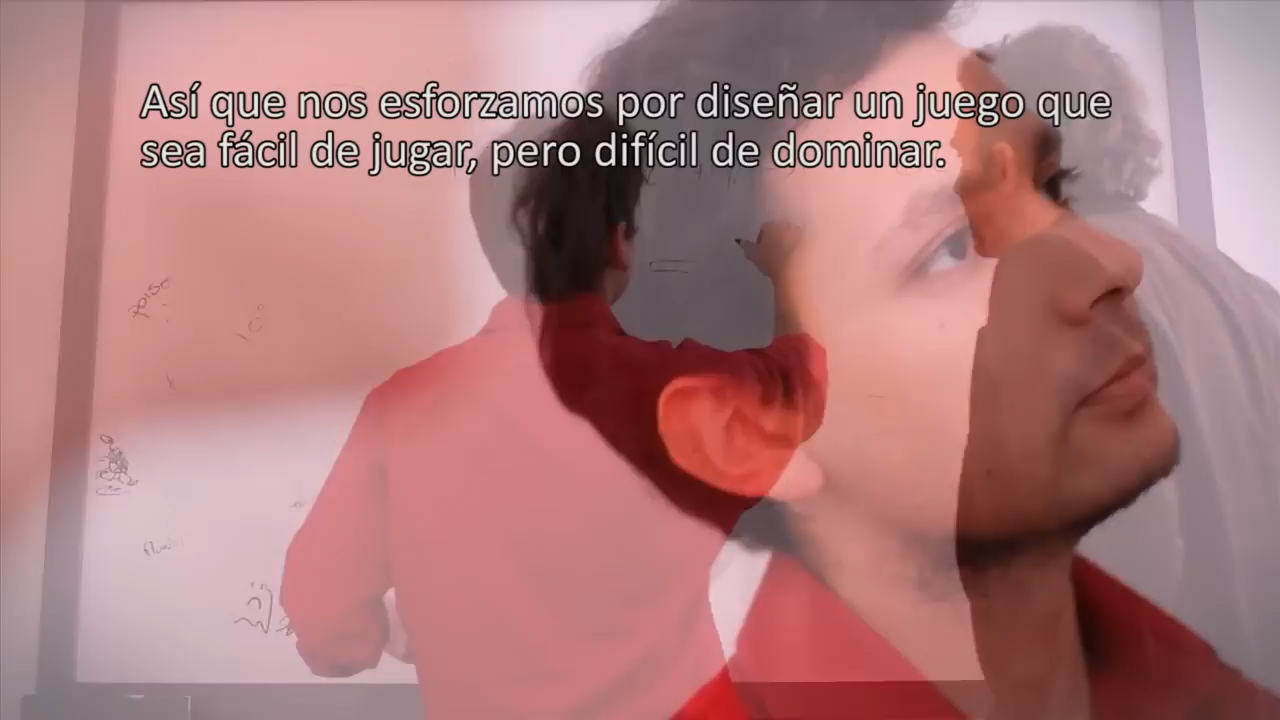 Así que nos esforzamos por diseñar un juego que
sea fácil de jugar, pero difícil de dominar.